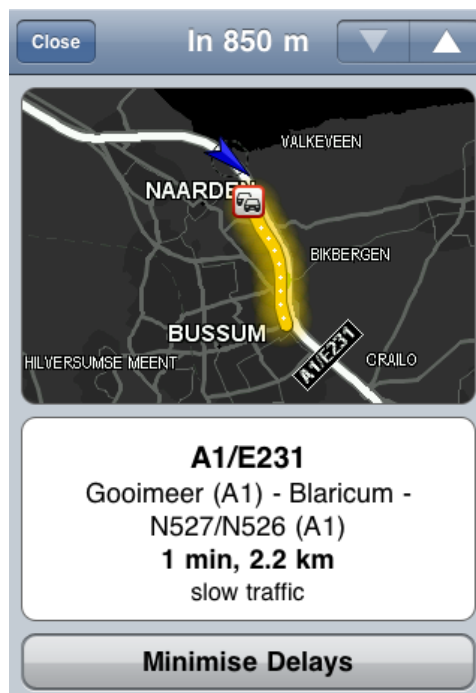 Close
In 850 m
VALKEVEEN
NAARDEN
BIKBERGEN
BUSSUM
A1/E231
HILVERSUMSE MEENT
CRAILO
A1/E231
Gooimeer (A1) - Blaricum -
N527/N526 (A1)
1 min, 2.2 km
slow traffic
Minimise Delays